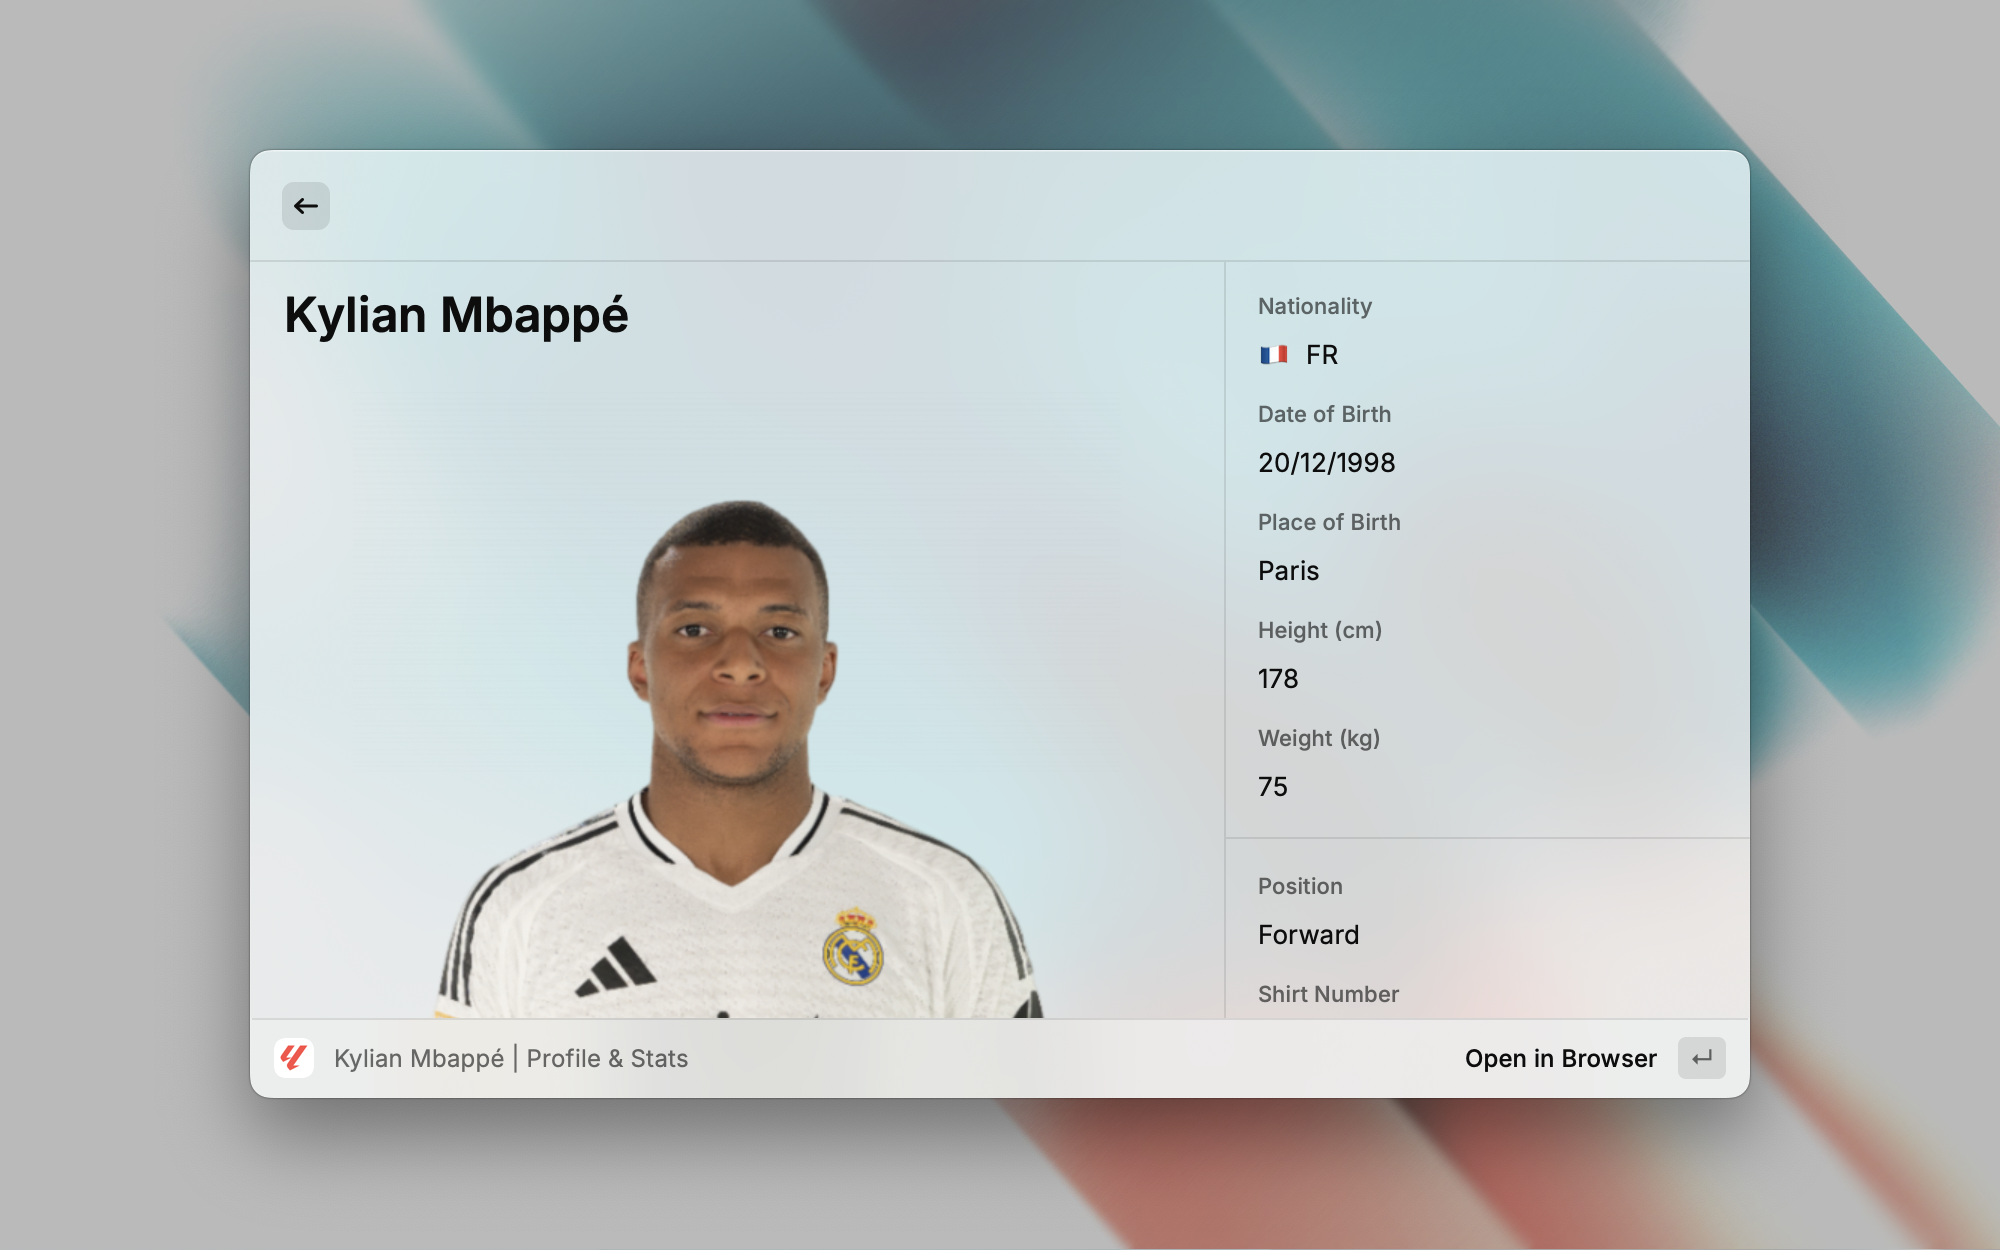 Kylian Mbappé
Nationality
🇫🇷 FR
Date of Birth
20/12/1998
Place of Birth
Paris
Height (cm)
178
Weight (kg)
75
Position
Forward
Shirt Number
Kylian Mbappé | Profile & Stats
Open in Browser